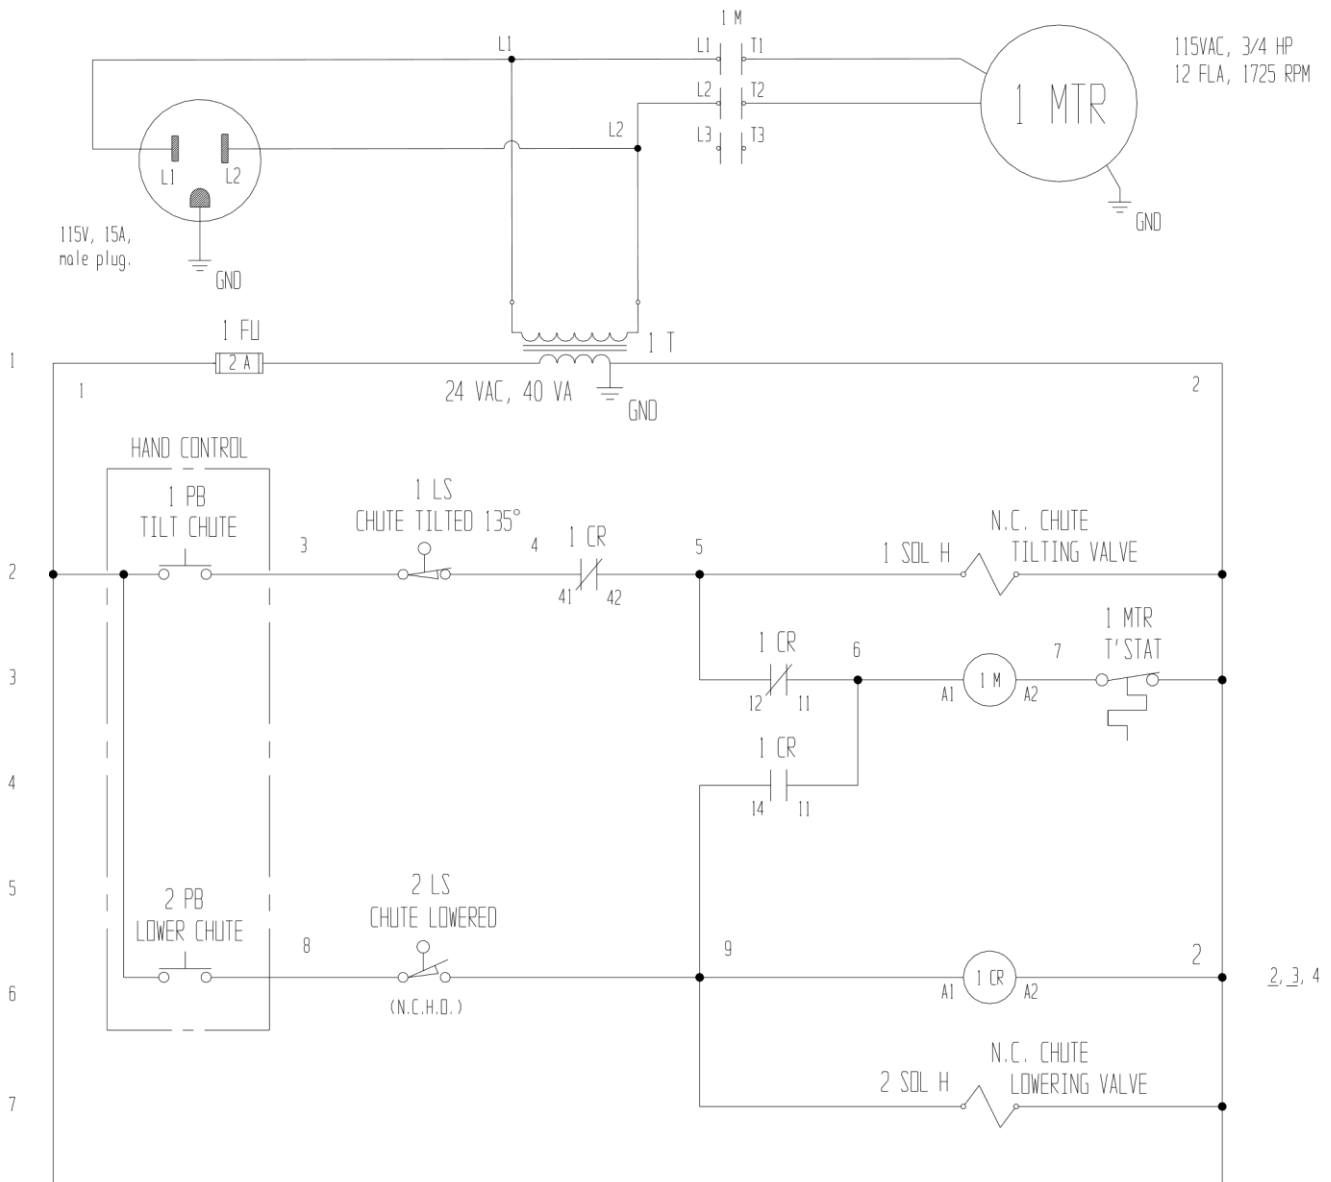 1 M
L1
L1
T1
115VAC, 3/4 HP
12 FLA, 1725 RPM
L2
T2
1 MTR
L2
L3
T3
L1
L2
GND
115V, 15A,
male plug.
GND
1 FU
1 T
1
2 A
1
24 VAC, 40 VA
GND
2
HAND CONTROL
1 PB
TILT CHUTE
1 LS
CHUTE TILTED 135°
3
4
1 CR
5
N.C. CHUTE
1 SOL H
TILTING VALVE
2
41
42
1 MTR
T'STAT
1 CR
6
7
3
12
11
A1
1 M
A2
1 CR
4
14
11
5
2 PB
LOWER CHUTE
2 LS
CHUTE LOWERED
8
9
2
6
(N.C.H.O.)
A1
1 CR
A2
2, 3, 4
N.C. CHUTE
2 SOL H
LOWERING VALVE
7